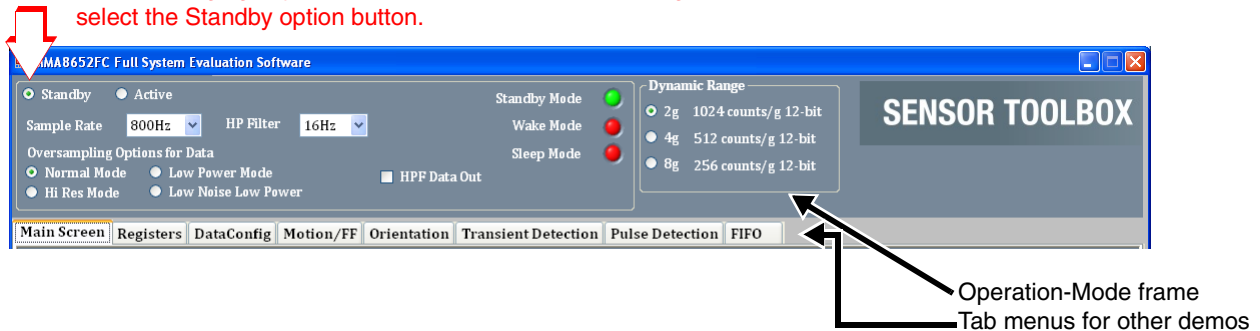 select the Standby option button.
MMA8652FC Full System Evaluation Software
Standby Active
Sample Rate 800Hz HP Filter 16Hz
Oversampling Options for Data
Normal Mode Low Power Mode
Hi Res Mode Low Noise Low Power
HPF Data Out
Standby Mode
Wake Mode
Sleep Mode
Dynamic Range
2g 1024 counts/g 12-bit
4g 512 counts/g 12-bit
8g 256 counts/g 12-bit
SENSOR TOOLBOX
Main Screen Registers DataConfig Motion/FF Orientation Transient Detection Pulse Detection FIFO
Operation-Mode frame
Tab menus for other demos